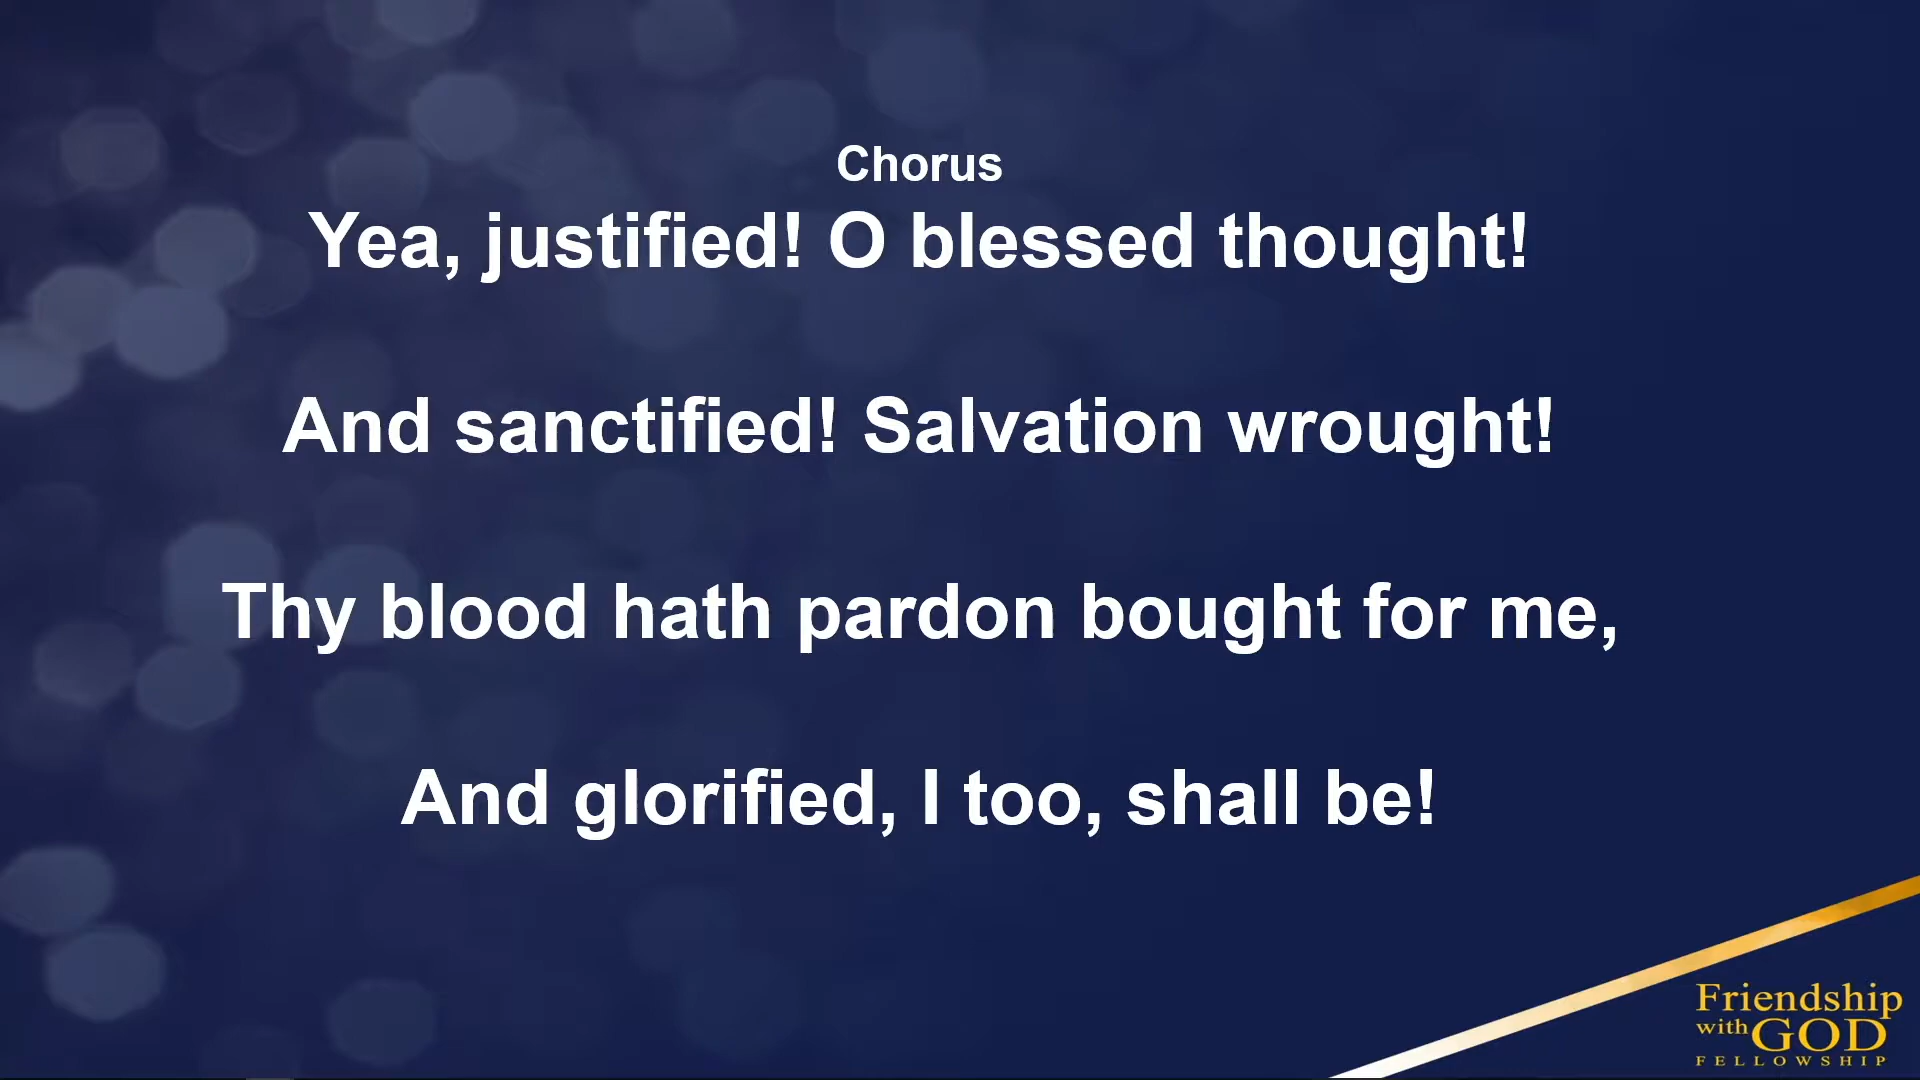 Chorus
Yea, justified! O blessed thought!
And sanctified! Salvation wrought!
Thy blood hath pardon bought for me,
And glorified, I too, shall be!
Friendship
with GOD
FELLOWSHIP